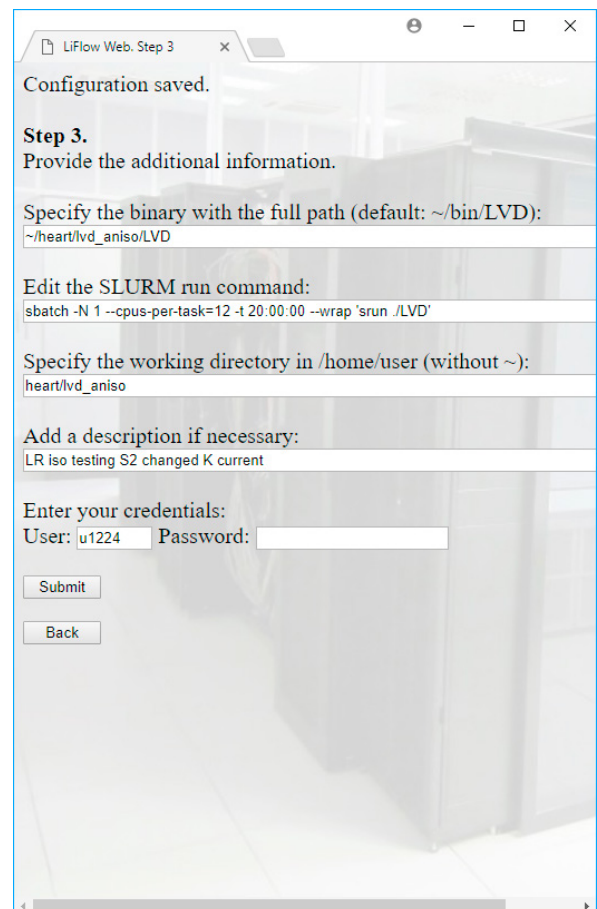 LiFlow Web. Step 3
Configuration saved.
Step 3.
Provide the additional information.
Specify the binary with the full path (default: ~/bin/LVD):
~/heart/lvd_aniso/LVD
Edit the SLURM run command:
sbatch -N 1 --cpus-per-task=12 -t 20:00:00 --wrap 'srun ./LVD'
Specify the working directory in /home/user (without ~):
heart/lvd_aniso
Add a description if necessary:
LR iso testing S2 changed K current
Enter your credentials:
User: u1224 Password:
Submit
Back